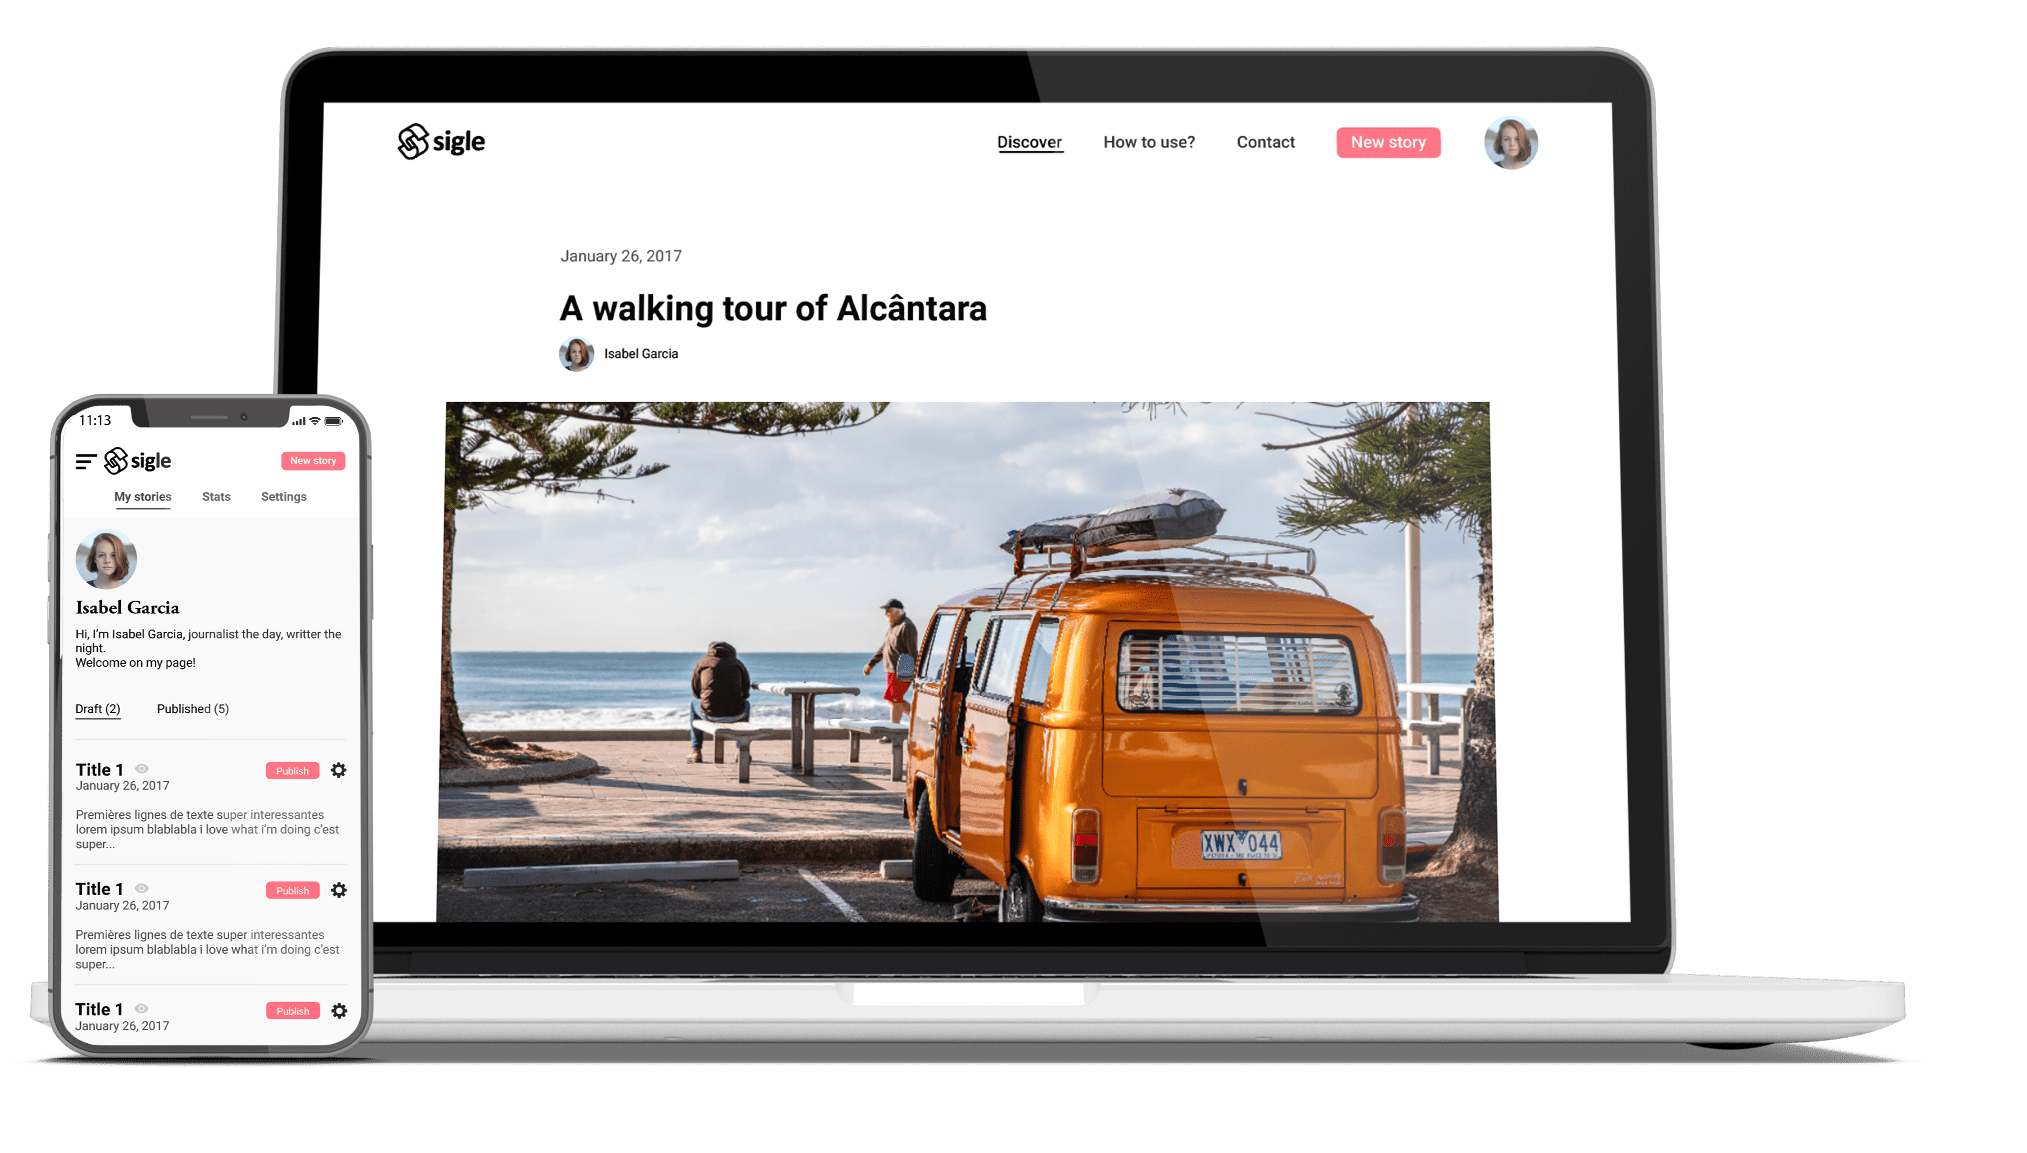 sigle
Discover
How to use?
Contact
New story
January 26, 2017
A walking tour of Alcântara
Isabel Garcia
XWX 044
11:13
sigle
New story
My stories
Stats
Settings
Isabel Garcia
Hi, I'm Isabel Garcia, journalist the day, writter the
night.
Welcome on my page!
Draft (2)
Published (5)
Title 1
Publish
January 26, 2017
Premières lignes de texte super interessantes
lorem ipsum blablabla i love what i'm doing c'est
super...
Title 1
Publish
January 26, 2017
Premières lignes de texte super interessantes
lorem ipsum blablabla i love what i'm doing c'est
super...
Title 1
Publish
January 26, 2017